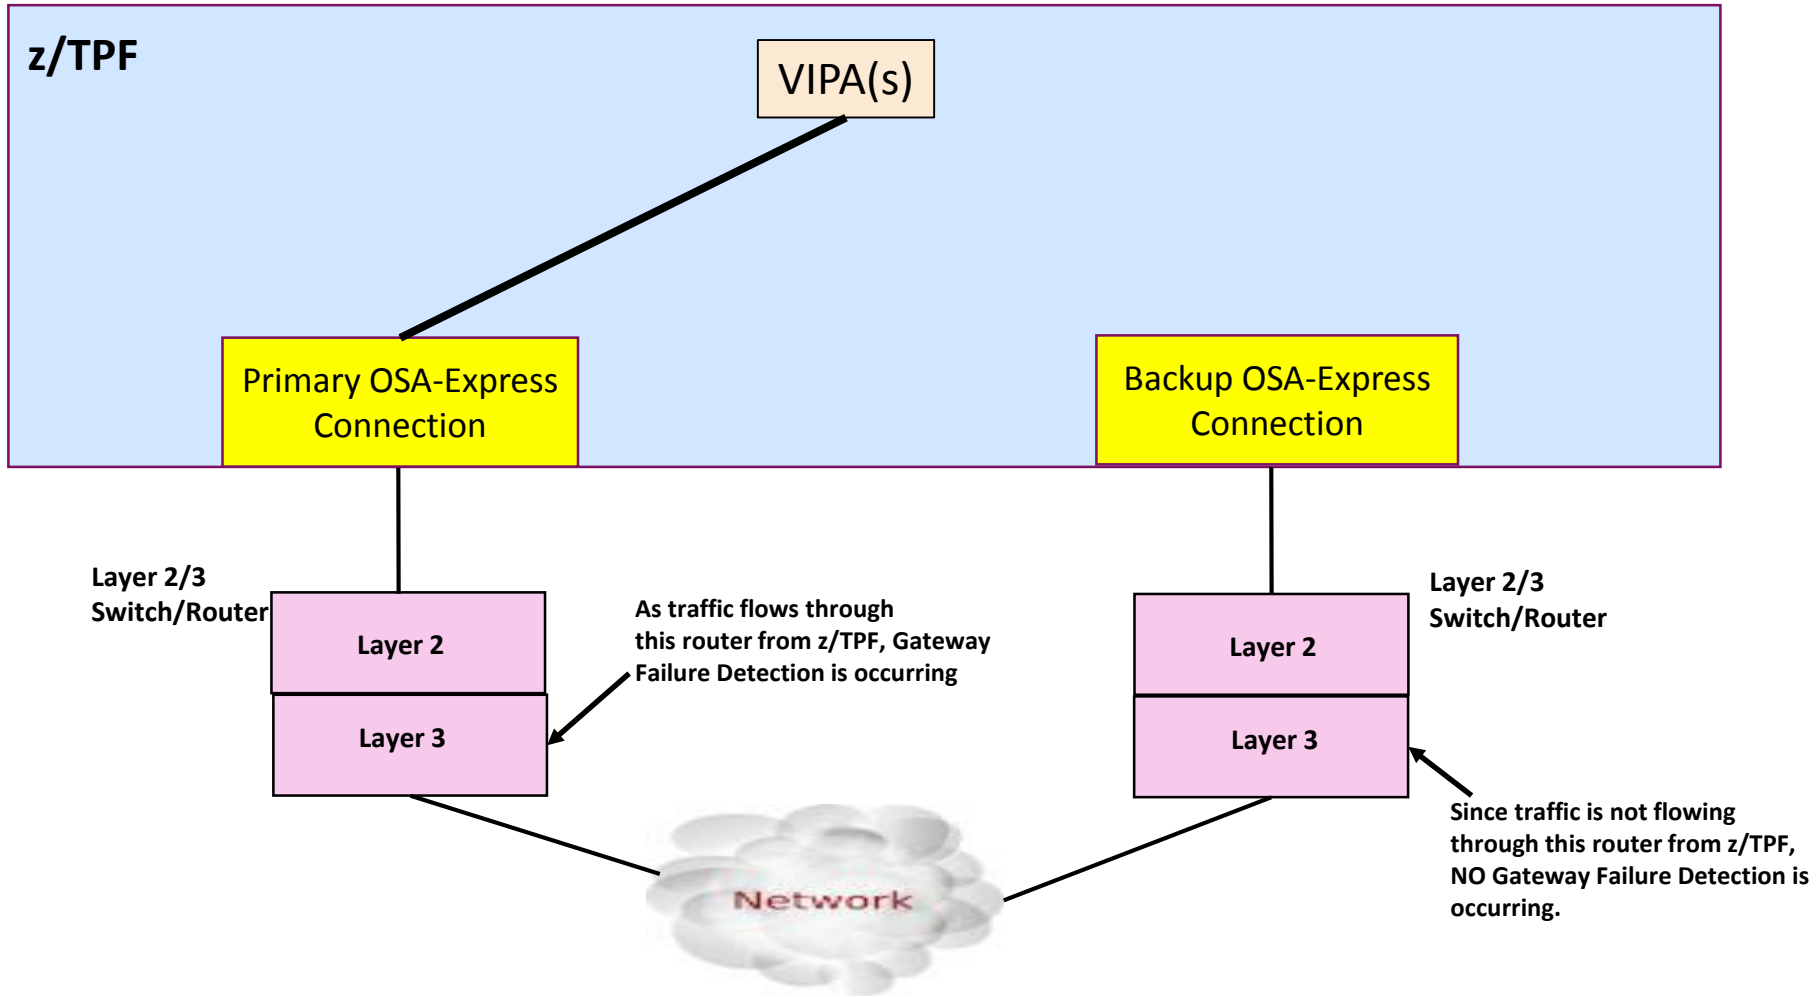 z/TPF
VIPA(s)
Primary OSA-Express
Connection
Backup OSA-Express
Connection
Layer 2/3
Switch/Router
Layer 2
Layer 3
As traffic flows through
this router from z/TPF, Gateway
Failure Detection is occurring
Layer 2
Layer 3
Layer 2/3
Switch/Router
Since traffic is not flowing
through this router from z/TPF,
NO Gateway Failure Detection is
occurring.
Network